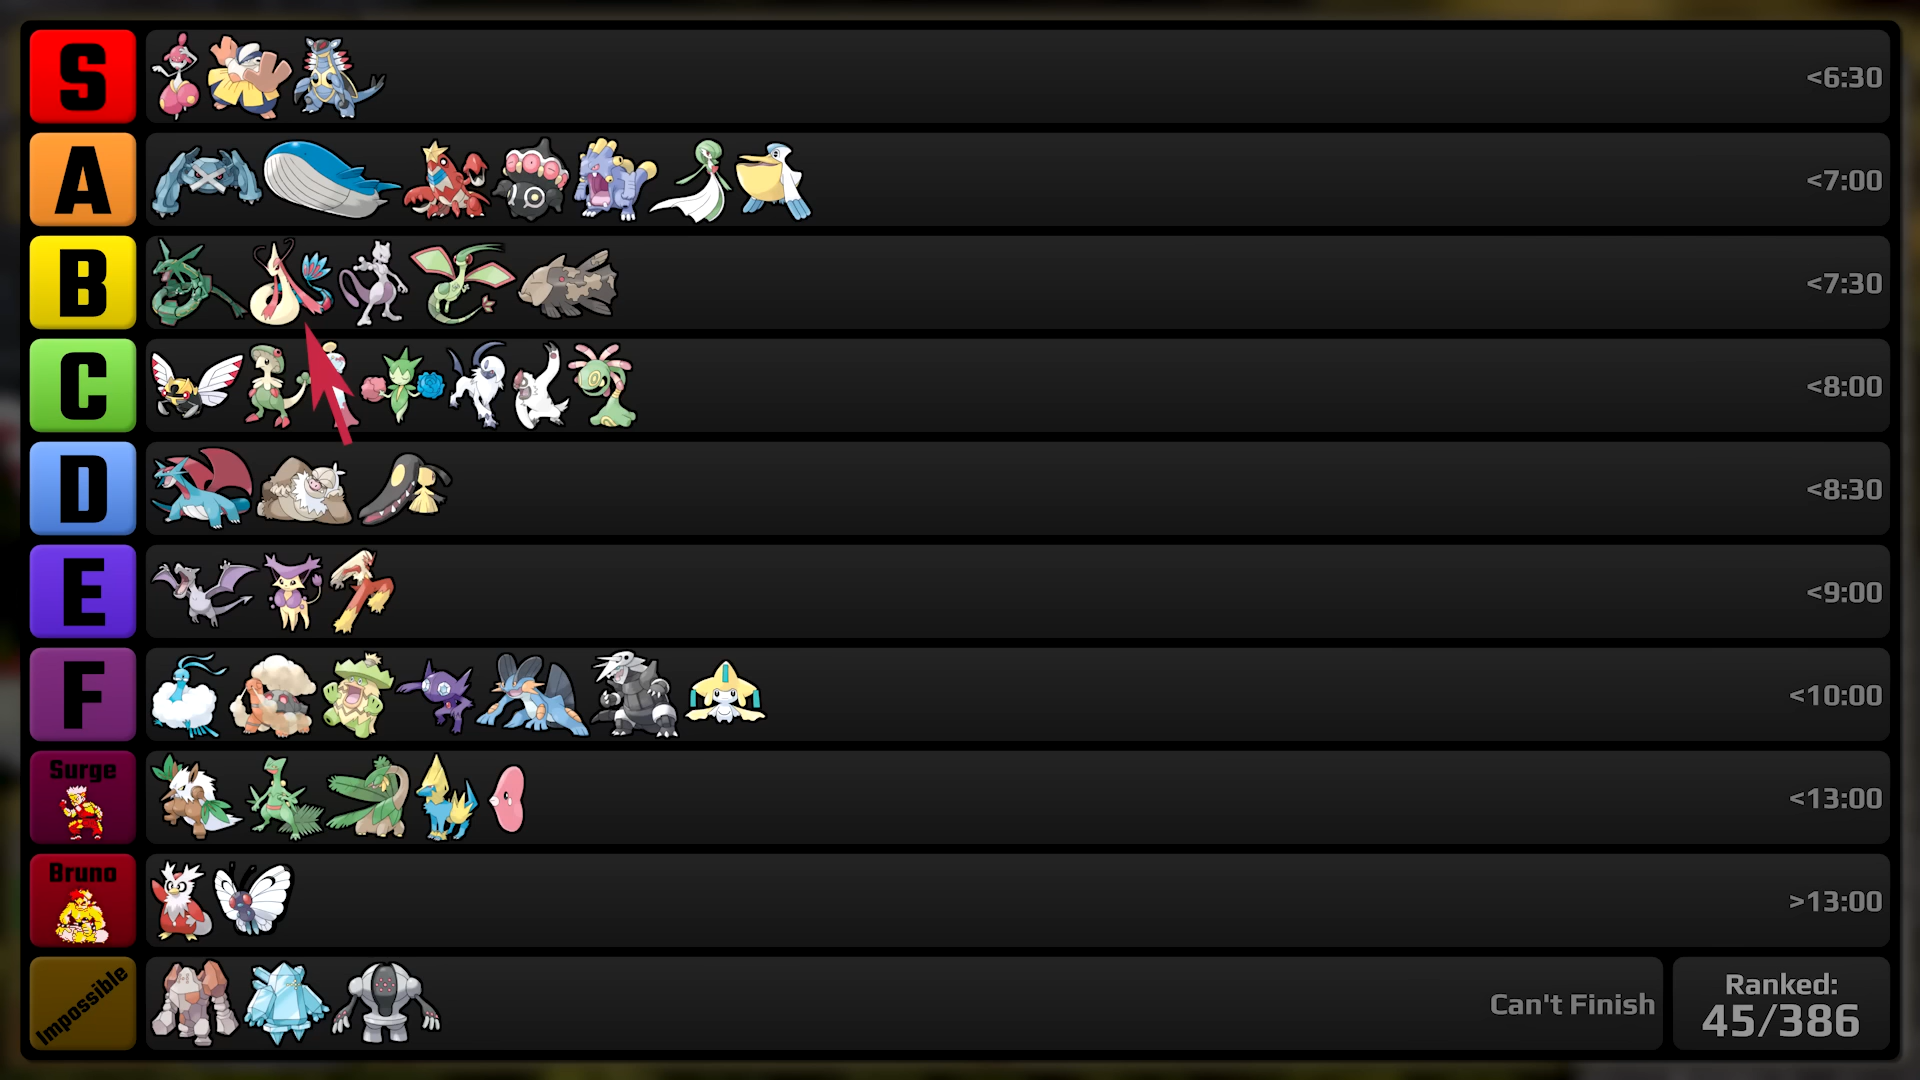 S
<6:30
A
<7:00
B
<7:30
C
<8:00
D
<8:30
E
<9:00
F
<10:00
Surge
<13:00
Bruno
>13:00
Impossible
Can't Finish
Ranked:
45/386